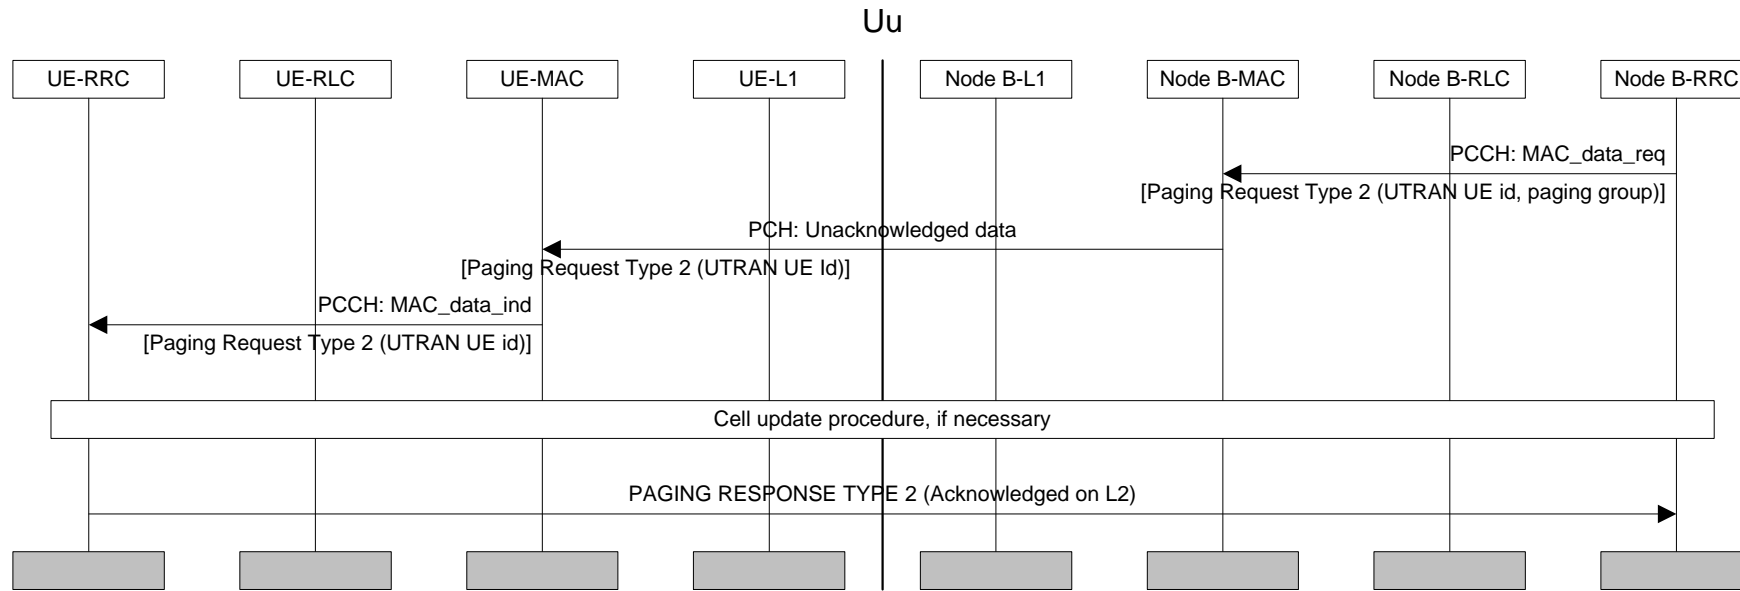 Uu
UE-RRC UE-RLC UE-MAC UE-L1 Node B-L1 Node B-MAC Node B-RLC Node B-RRC
PCCH: MAC_data_req
[Paging Request Type 2 (UTRAN UE id, paging group)]
PCH: Unacknowledged data
[Paging Request Type 2 (UTRAN UE Id)]
PCCH: MAC_data_ind
[Paging Request Type 2 (UTRAN UE id)]
Cell update procedure, if necessary
PAGING RESPONSE TYPE 2 (Acknowledged on L2)